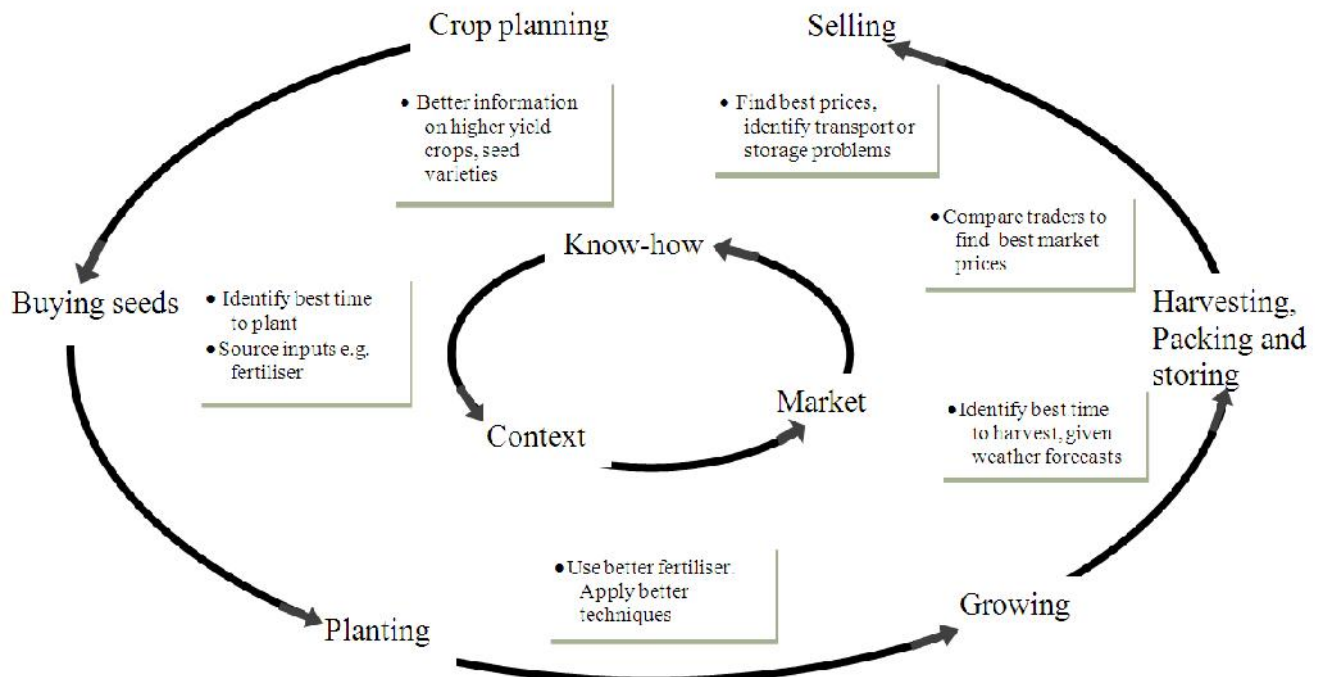 Crop planning
Selling
• Better information
on higher yield
crops, seed
varieties
• Find best prices,
identify transport or
storage problems
• Compare traders to
find best market
prices
Know-how
Buying seeds
• Identify best time
to plant
• Source inputs e.g.
fertiliser
Harvesting,
Packing and
storing
Market
Context
• Identify best time
to harvest, given
weather forecasts
• Use better fertiliser.
Apply better
techniques
Growing
Planting